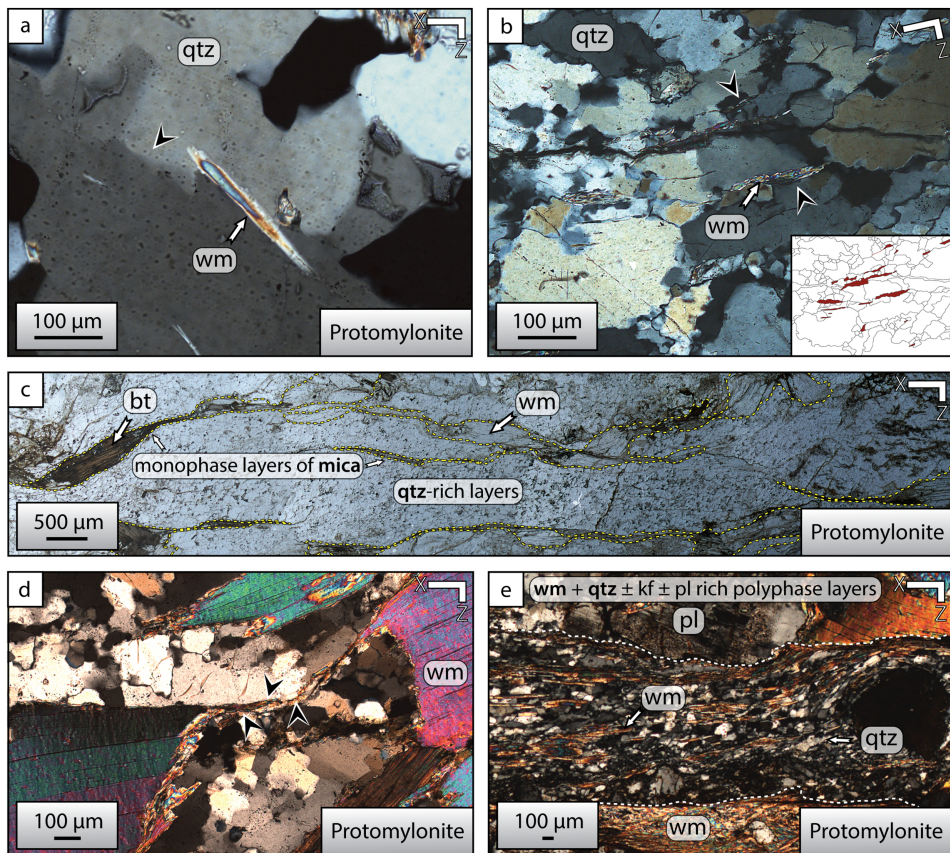 a
qtz
X
Z
wm
100 µm
Protomylonite
b
qtz
X
Z
wm
100 µm
Protomylonite
c
bt
wm
X
Z
monophase layers of mica
qtz-rich layers
500 µm
Protomylonite
d
X
Z
wm
100 µm
Protomylonite
e
wm + qtz ± kf ± pl rich polyphase layers
X
Z
pl
wm
qtz
wm
100 µm
Protomylonite